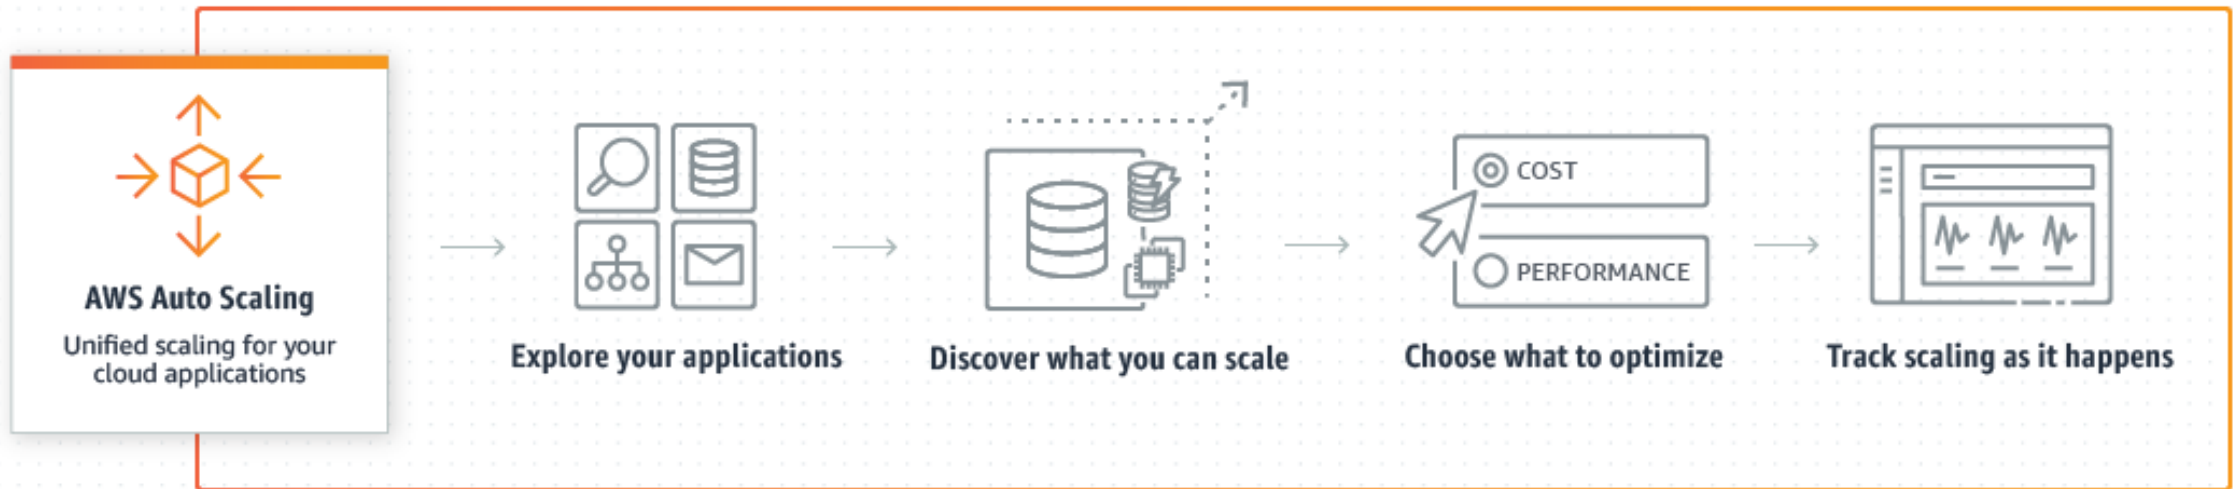 AWS Auto Scaling
Unified scaling for your
cloud applications
Explore your applications
Discover what you can scale
COST
PERFORMANCE
Choose what to optimize
Track scaling as it happens